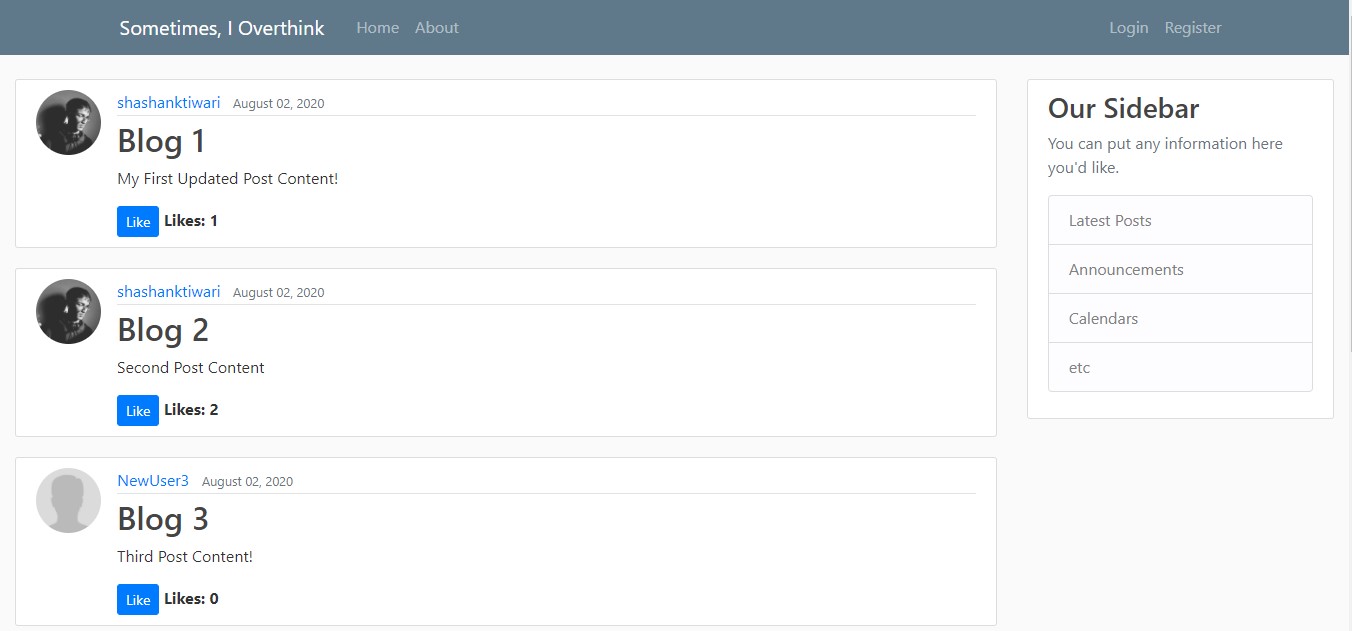 Sometimes, I Overthink Home About Login Register
shashanktiwari August 02, 2020
Blog 1
My First Updated Post Content!
Like Likes: 1
shashanktiwari August 02, 2020
Blog 2
Second Post Content
Like Likes: 2
NewUser3 August 02, 2020
Blog 3
Third Post Content!
Like Likes: 0
Our Sidebar
You can put any information here
you'd like.
Latest Posts
Announcements
Calendars
etc